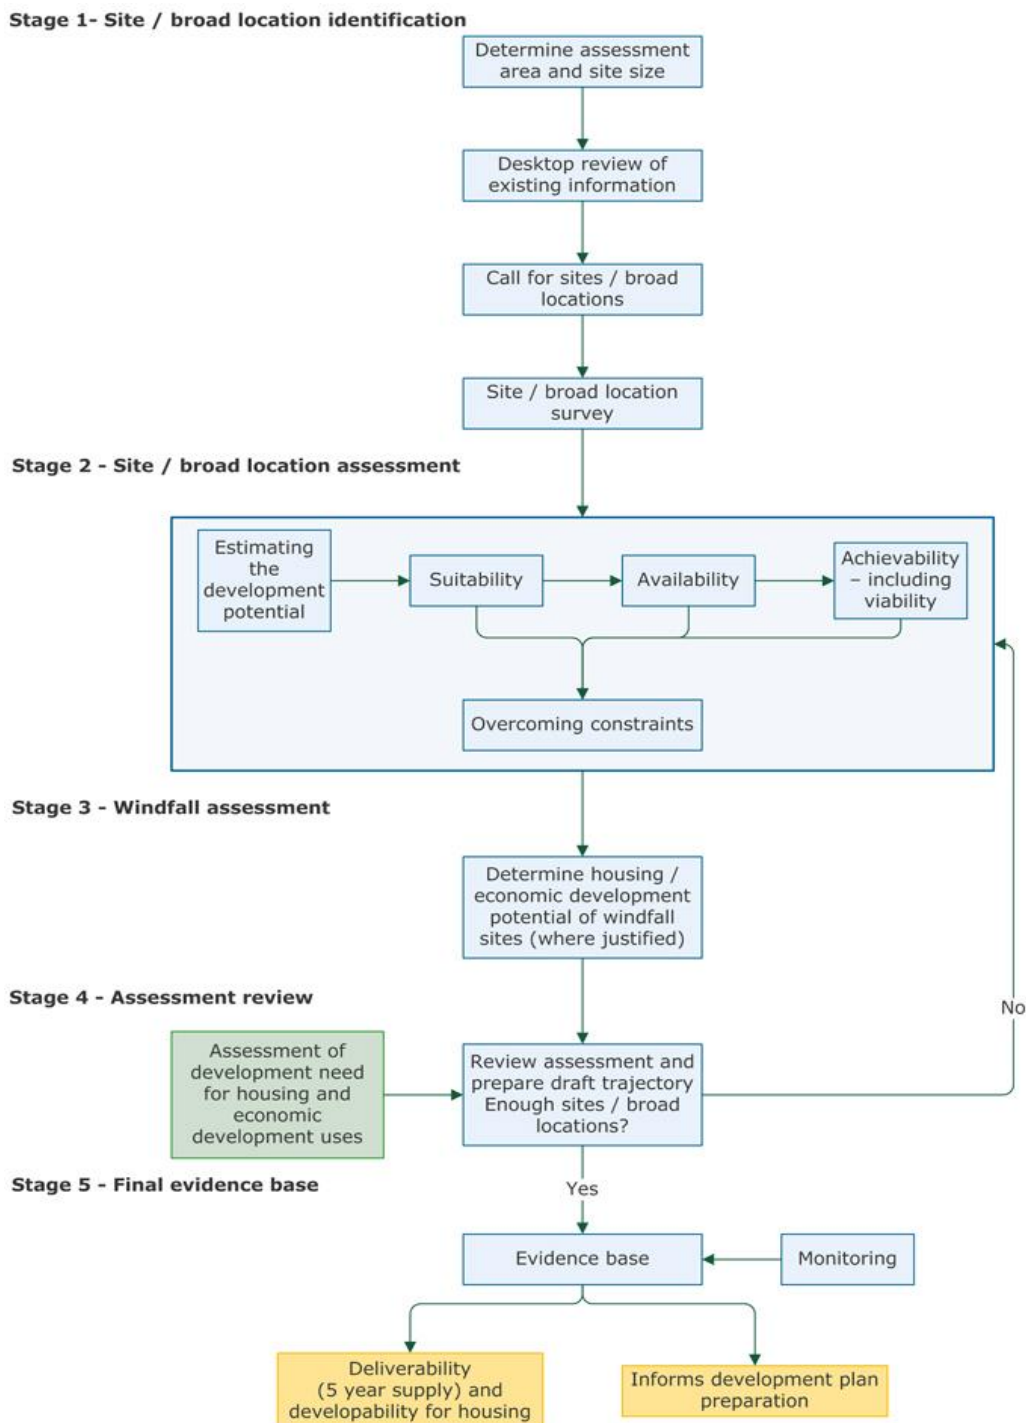 Stage 1- Site / broad location identification
Determine assessment
area and site size
Desktop review of
existing information
Call for sites / broad
locations
Site / broad location
survey
Stage 2 - Site / broad location assessment
Estimating
the
development
potential
Suitability
Availability
Achievability
– including
viability
Overcoming constraints
Stage 3 - Windfall assessment
Determine housing /
economic development
potential of windfall
sites (where justified)
Stage 4 - Assessment review
No
Assessment of
development need
for housing and
economic
development uses
Review assessment and
prepare draft trajectory
Enough sites / broad
locations?
Stage 5 - Final evidence base
Yes
Evidence base
Monitoring
Deliverability
(5 year supply) and
developability for housing
Informs development plan
preparation